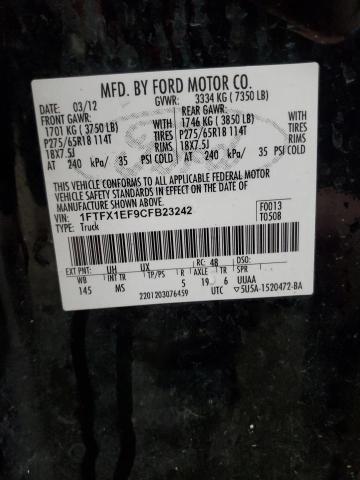 MFD. BY FORD MOTOR CO.
DATE: 03/12 GVWR: 3334 KG ( 7350 LB)
FRONT GAWR: REAR GAWR:
1701 KG ( 3750 LB) WITH 1746 KG ( 3850 LB) WITH
P275/65R18 114T TIRES P275/65R18 114T TIRES
18X7.5J RIMS 18X7.5J RIMS
AT 240 kPa/ 35 PSI COLD AT 240 kPa/ 35 PSI COLD
THIS VEHICLE CONFORMS TO ALL APPLICABLE FEDERAL MOTOR
VEHICLE SAFETY STANDARDS IN EFFECT ON THE DATE OF
MANUFACTURE SHOWN ABOVE.
VIN: 1FTFX1EF9CFB23242 F0013
TYPE: Truck T0508
EXT PNT: UH UX RC: 48 DSO:
WB INT TR TP/PS R AXLE TR SPR
145 MS 5 19 6 UUAA
2201203076459 UTC 5U5A-1520472-BA